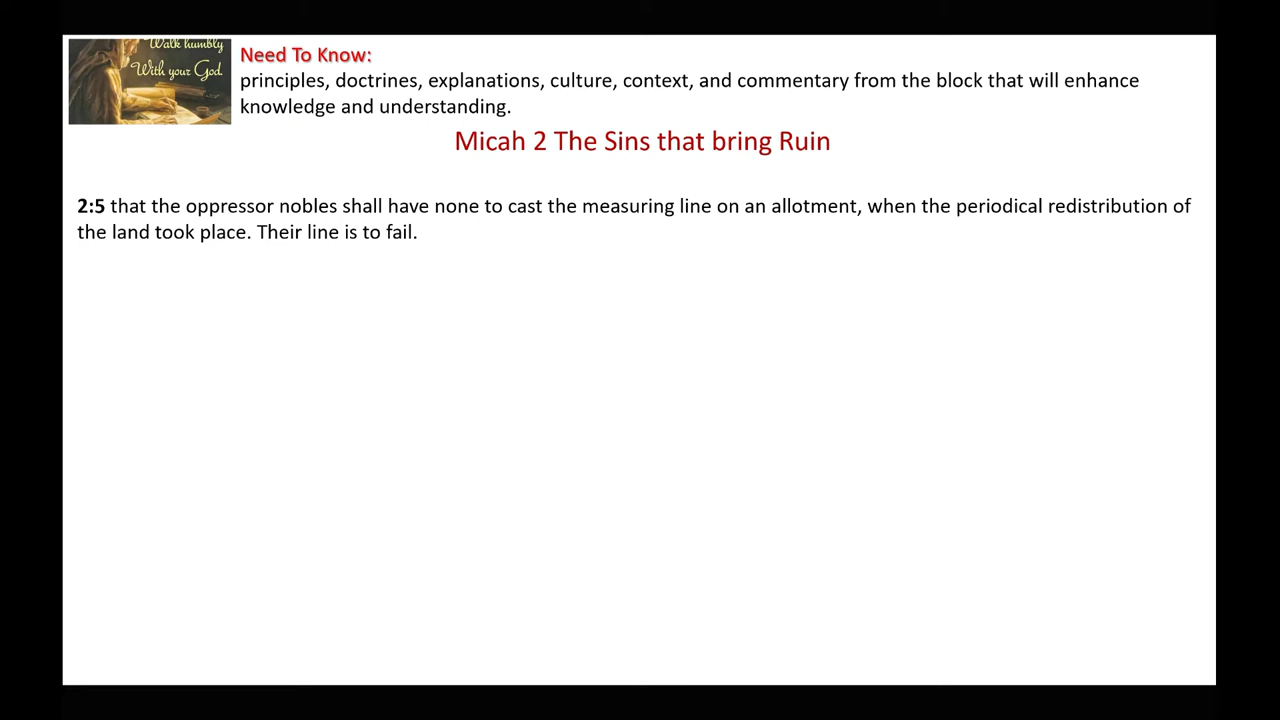 Walk humbly
With your God.
Need To Know:
principles, doctrines, explanations, culture, context, and commentary from the block that will enhance
knowledge and understanding.
Micah 2 The Sins that bring Ruin
2:5 that the oppressor nobles shall have none to cast the measuring line on an allotment, when the periodical redistribution of
the land took place. Their line is to fail.